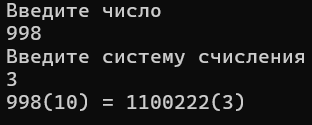 Введите число
998
Введите систему счисления
3
998(10) = 1100222(3)